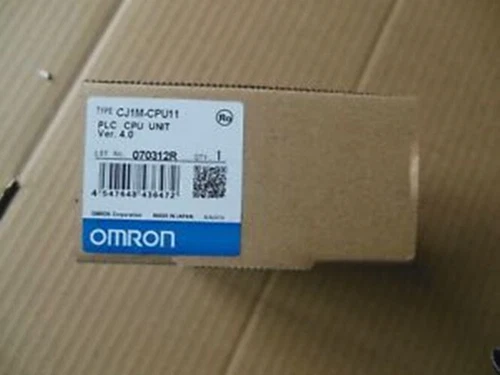 TYPE CJ1M-CPU11
PLC CPU UNIT
Ver. 4.0
LOT No. 070312R QTY. 1
4 547648 436472
OMRON Corporation MADE IN JAPAN
OMRON